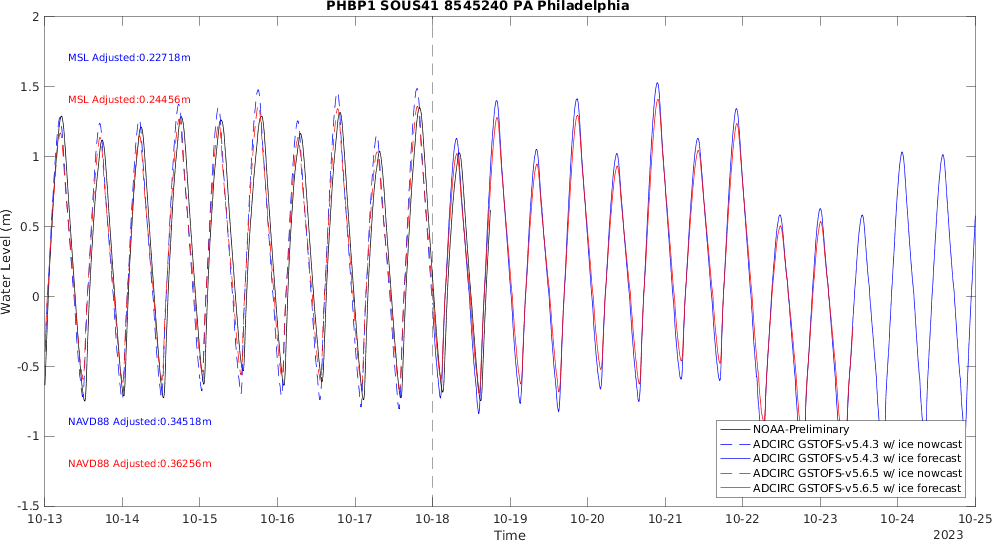 PHBP1 SOUS41 8545240 PA Philadelphia
2
1.5
1
0.5
0
-0.5
-1
-1.5
Water Level (m)
MSL Adjusted:0.22718m
MSL Adjusted:0.24456m
NAVD88 Adjusted:0.34518m
NAVD88 Adjusted:0.36256m
NOAA-Preliminary
ADCIRC GSTOFS-v5.4.3 w/ ice nowcast
ADCIRC GSTOFS-v5.4.3 w/ ice forecast
ADCIRC GSTOFS-v5.6.5 w/ ice nowcast
ADCIRC GSTOFS-v5.6.5 w/ ice forecast
10-13 10-14 10-15 10-16 10-17 10-18 10-19 10-20 10-21 10-22 10-23 10-24 10-25
Time
2023